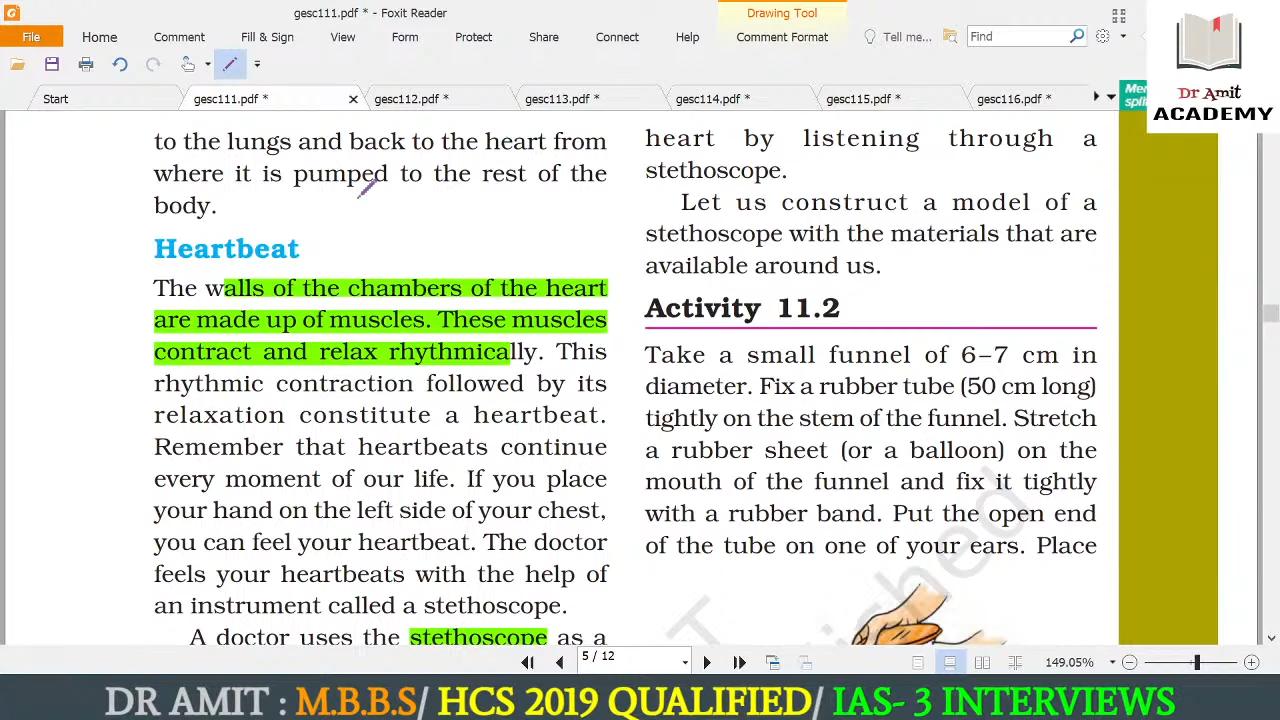 gesc111.pdf * - Foxit Reader
Drawing Tool
File Home Comment Fill & Sign View Form Protect Share Connect Help Comment Format Tell me... Find
Start gesc111.pdf * gesc112.pdf * gesc113.pdf * gesc114.pdf * gesc115.pdf * gesc116.pdf *
Dr Amit
ACADEMY
to the lungs and back to the heart from
where it is pumped to the rest of the
body.
Heartbeat
The walls of the chambers of the heart
are made up of muscles. These muscles
contract and relax rhythmically. This
rhythmic contraction followed by its
relaxation constitute a heartbeat.
Remember that heartbeats continue
every moment of our life. If you place
your hand on the left side of your chest,
you can feel your heartbeat. The doctor
feels your heartbeats with the help of
an instrument called a stethoscope.
A doctor uses the stethoscope as a
heart by listening through a
stethoscope.
Let us construct a model of a
stethoscope with the materials that are
available around us.
Activity 11.2
Take a small funnel of 6–7 cm in
diameter. Fix a rubber tube (50 cm long)
tightly on the stem of the funnel. Stretch
a rubber sheet (or a balloon) on the
mouth of the funnel and fix it tightly
with a rubber band. Put the open end
of the tube on one of your ears. Place
5 / 12
149.05%
DR AMIT : M.B.B.S/ HCS 2019 QUALIFIED/ IAS- 3 INTERVIEWS